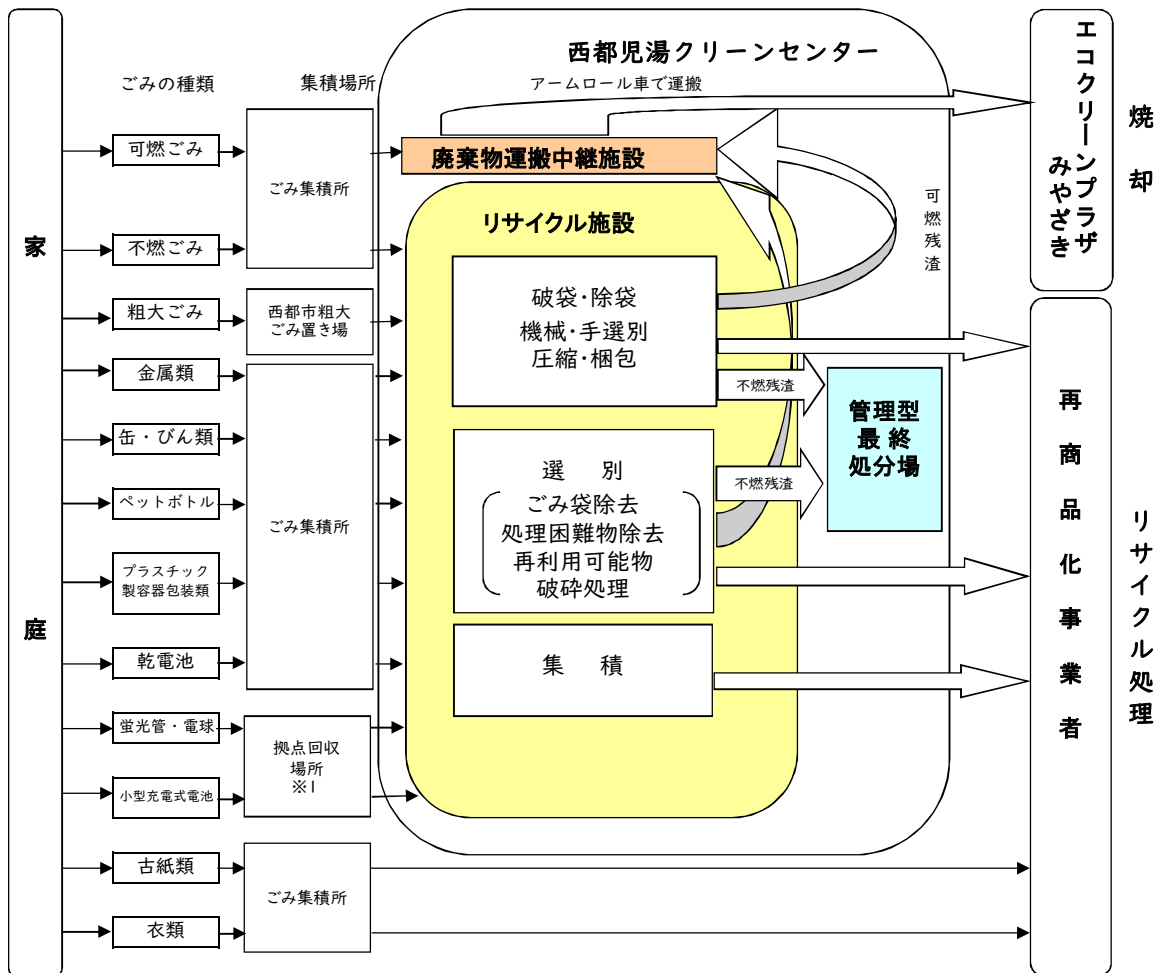 西都児湯クリーンセンター
ごみの種類
集積場所
アームロール車で運搬
家
庭
可燃ごみ
不燃ごみ
粗大ごみ
金属類
缶・びん類
ペットボトル
プラスチック
製容器包装類
乾電池
蛍光管・電球
小型充電式電池
古紙類
衣類
ごみ集積所
西都市粗大
ごみ置き場
ごみ集積所
拠点回収
場所
※1
ごみ集積所
廃棄物運搬中継施設
リサイクル施設
破袋・除袋
機械・手選別
圧縮・梱包
選 別
ごみ袋除去
処理困難物除去
再利用可能物
破砕処理
集 積
不燃残渣
不燃残渣
可燃残渣
管理型
最終
処分場
エコクリーンプラザ
みやざき
焼却
再商品化事業者
リサイクル処理